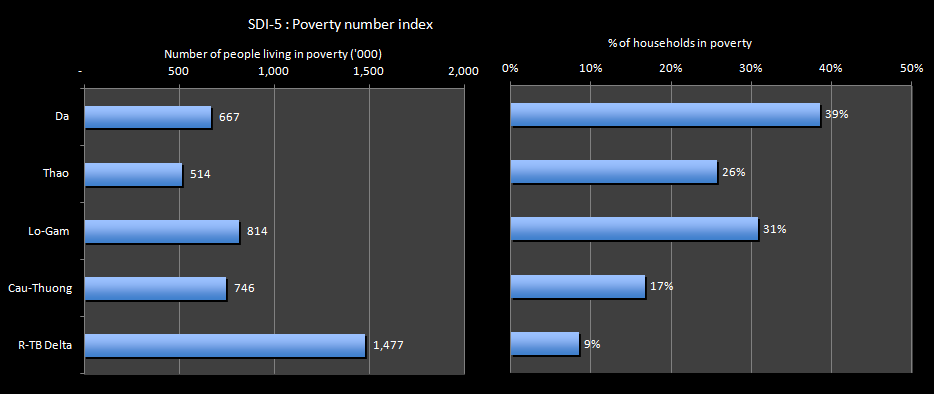 SDI-5 : Poverty number index
Number of people living in poverty ('000)
- 500 1,000 1,500 2,000
Da 667
Thao 514
Lo-Gam 814
Cau-Thuong 746
R-TB Delta 1,477
% of households in poverty
0% 10% 20% 30% 40% 50%
39%
26%
31%
17%
9%